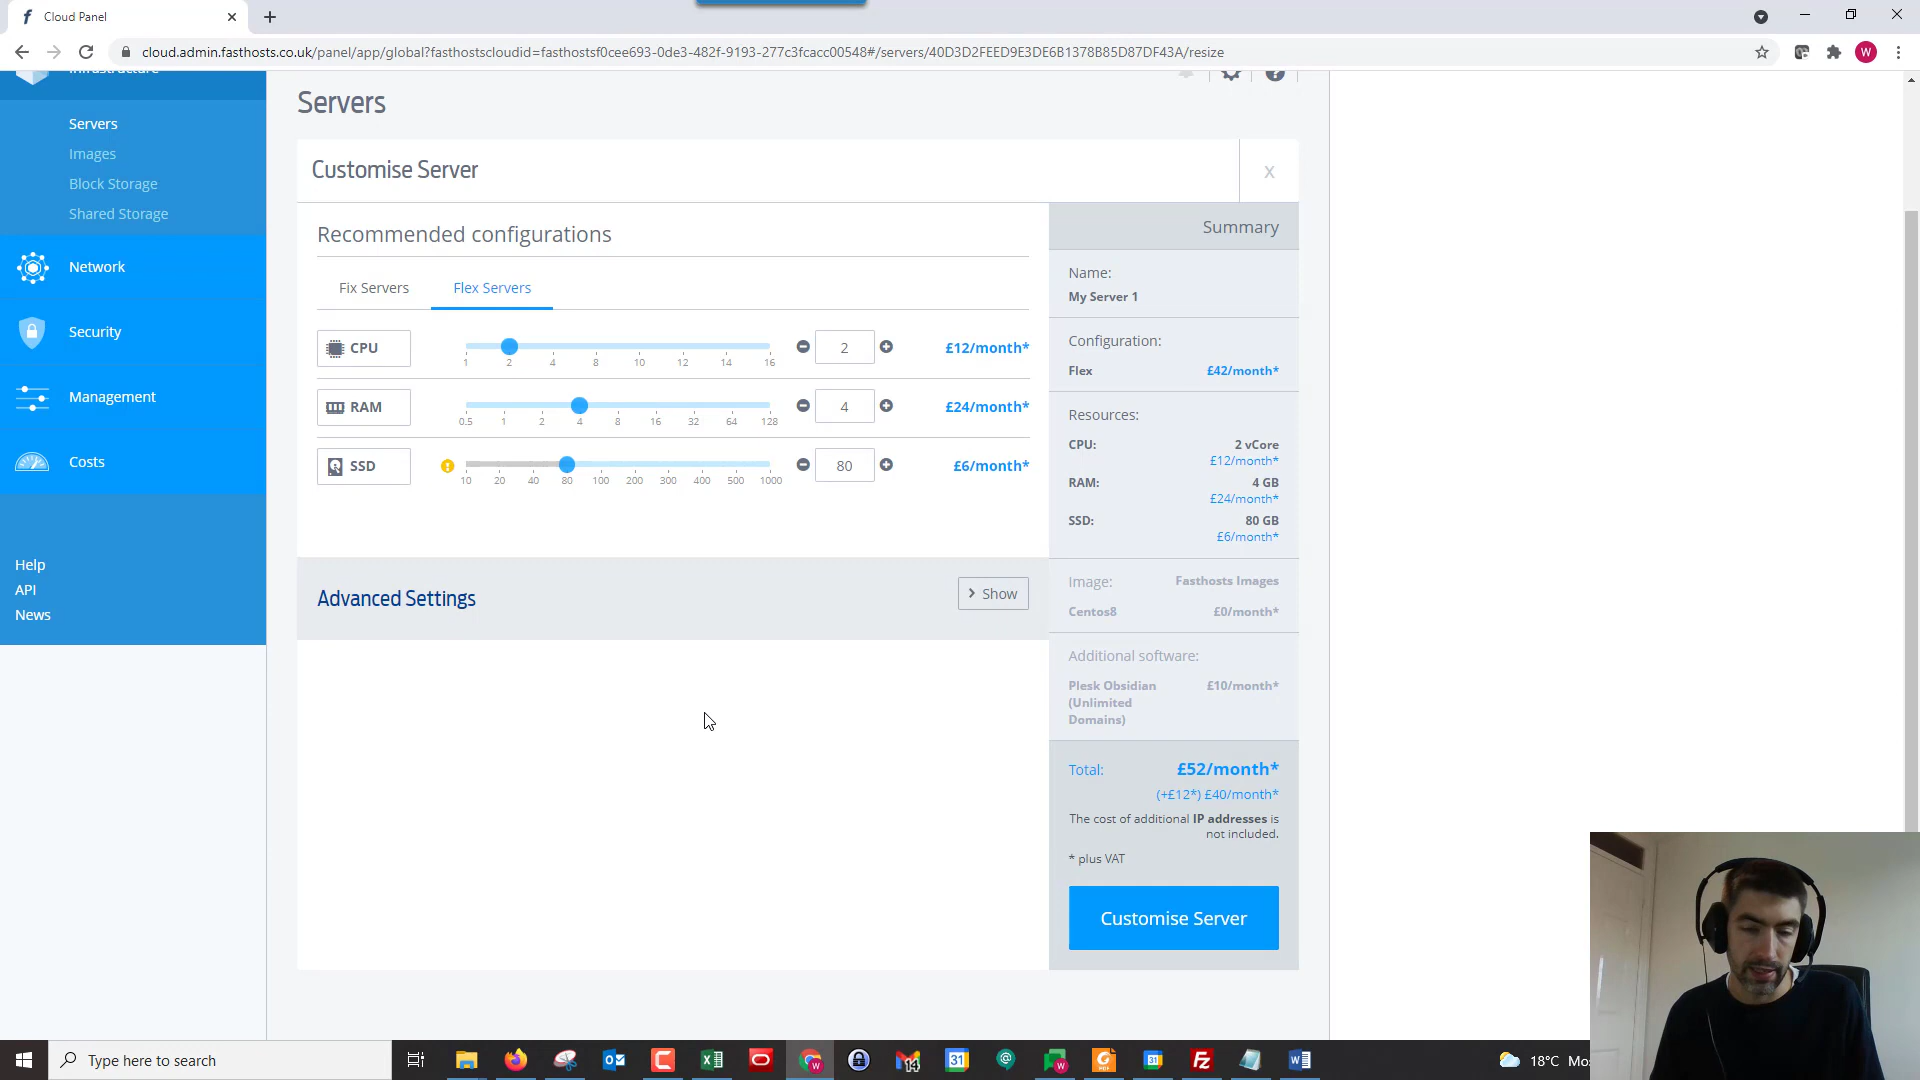 Cloud Panel
cloud.admin.fasthosts.co.uk/panel/app/global?fasthostscloudid=fasthostsf0cee693-0de3-482f-9193-277c3fcacc00548#/servers/40D3D2FEED9E3DE6B1378B85D87DF43A/resize
W
Infrastructure
Servers
Images
Block Storage
Shared Storage
Network
Security
Management
Costs
Help
API
News
Servers
Customise Server
X
Recommended configurations
Fix Servers
Flex Servers
CPU
1 2 4 8 10 12 14 16
2
£12/month*
RAM
0.5 1 2 4 8 16 32 64 128
4
£24/month*
SSD
10 20 40 80 100 200 300 400 500 1000
80
£6/month*
Advanced Settings
Show
Summary
Name:
My Server 1
Configuration:
Flex £42/month*
Resources:
CPU: 2 vCore
£12/month*
RAM: 4 GB
£24/month*
SSD: 80 GB
£6/month*
Image: Fasthosts Images
Centos8 £0/month*
Additional software:
Plesk Obsidian £10/month*
(Unlimited
Domains)
Total: £52/month*
(+£12*) £40/month*
The cost of additional IP addresses is
not included.
* plus VAT
Customise Server
Type here to search
14
31
31
18°C Mos